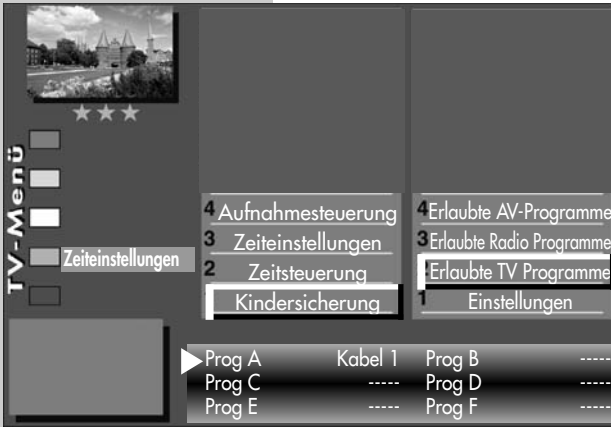 TV-Menü
Zeiteinstellungen
4 Aufnahmesteuerung
3 Zeiteinstellungen
2 Zeitsteuerung
Kindersicherung
4 Erlaubte AV-Programme
3 Erlaubte Radio Programme
2 Erlaubte TV Programme
1 Einstellungen
Prog A Kabel 1 Prog B -----
Prog C ----- Prog D -----
Prog E ----- Prog F -----